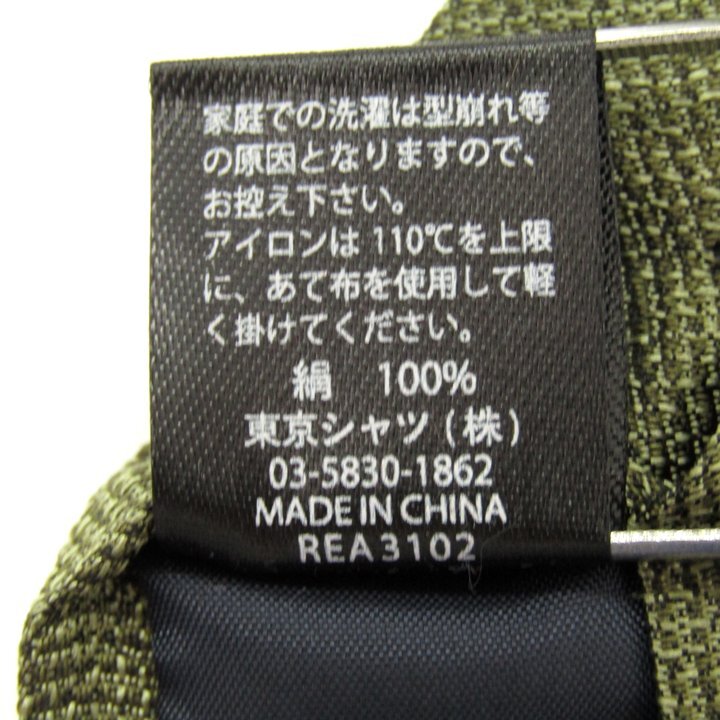 家庭での洗濯は型崩れ等
の原因となりますので、
お控え下さい。
アイロンは 110℃を上限
に、あて布を使用して軽
く掛けてください。
絹 100%
東京シャツ（株）
03-5830-1862
MADE IN CHINA
REA3102